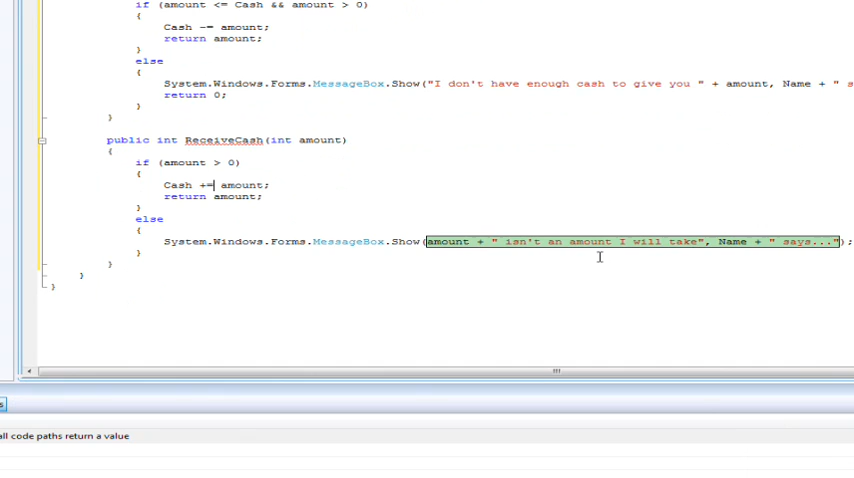 if (amount <= Cash && amount > 0)
{
Cash -= amount;
return amount;
}
else
{
System.Windows.Forms.MessageBox.Show("I don't have enough cash to give you " + amount, Name + " s
return 0;
}
}
public int ReceiveCash(int amount)
{
if (amount > 0)
{
Cash += amount;
return amount;
}
else
{
System.Windows.Forms.MessageBox.Show(amount + " isn't an amount I will take", Name + " says...");
}
}
}
}
s
all code paths return a value